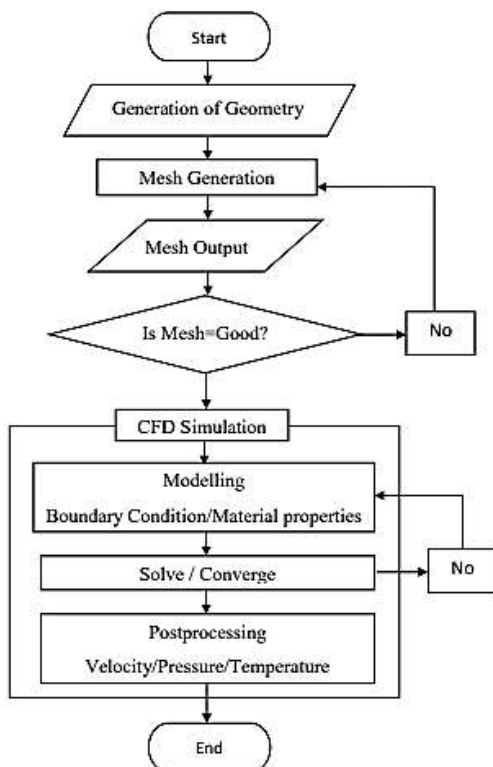 Start
Generation of Geometry
Mesh Generation
Mesh Output
Is Mesh=Good?
No
CFD Simulation
Modelling
Boundary Condition/Material properties
Solve / Converge
No
Postprocessing
Velocity/Pressure/Temperature
End